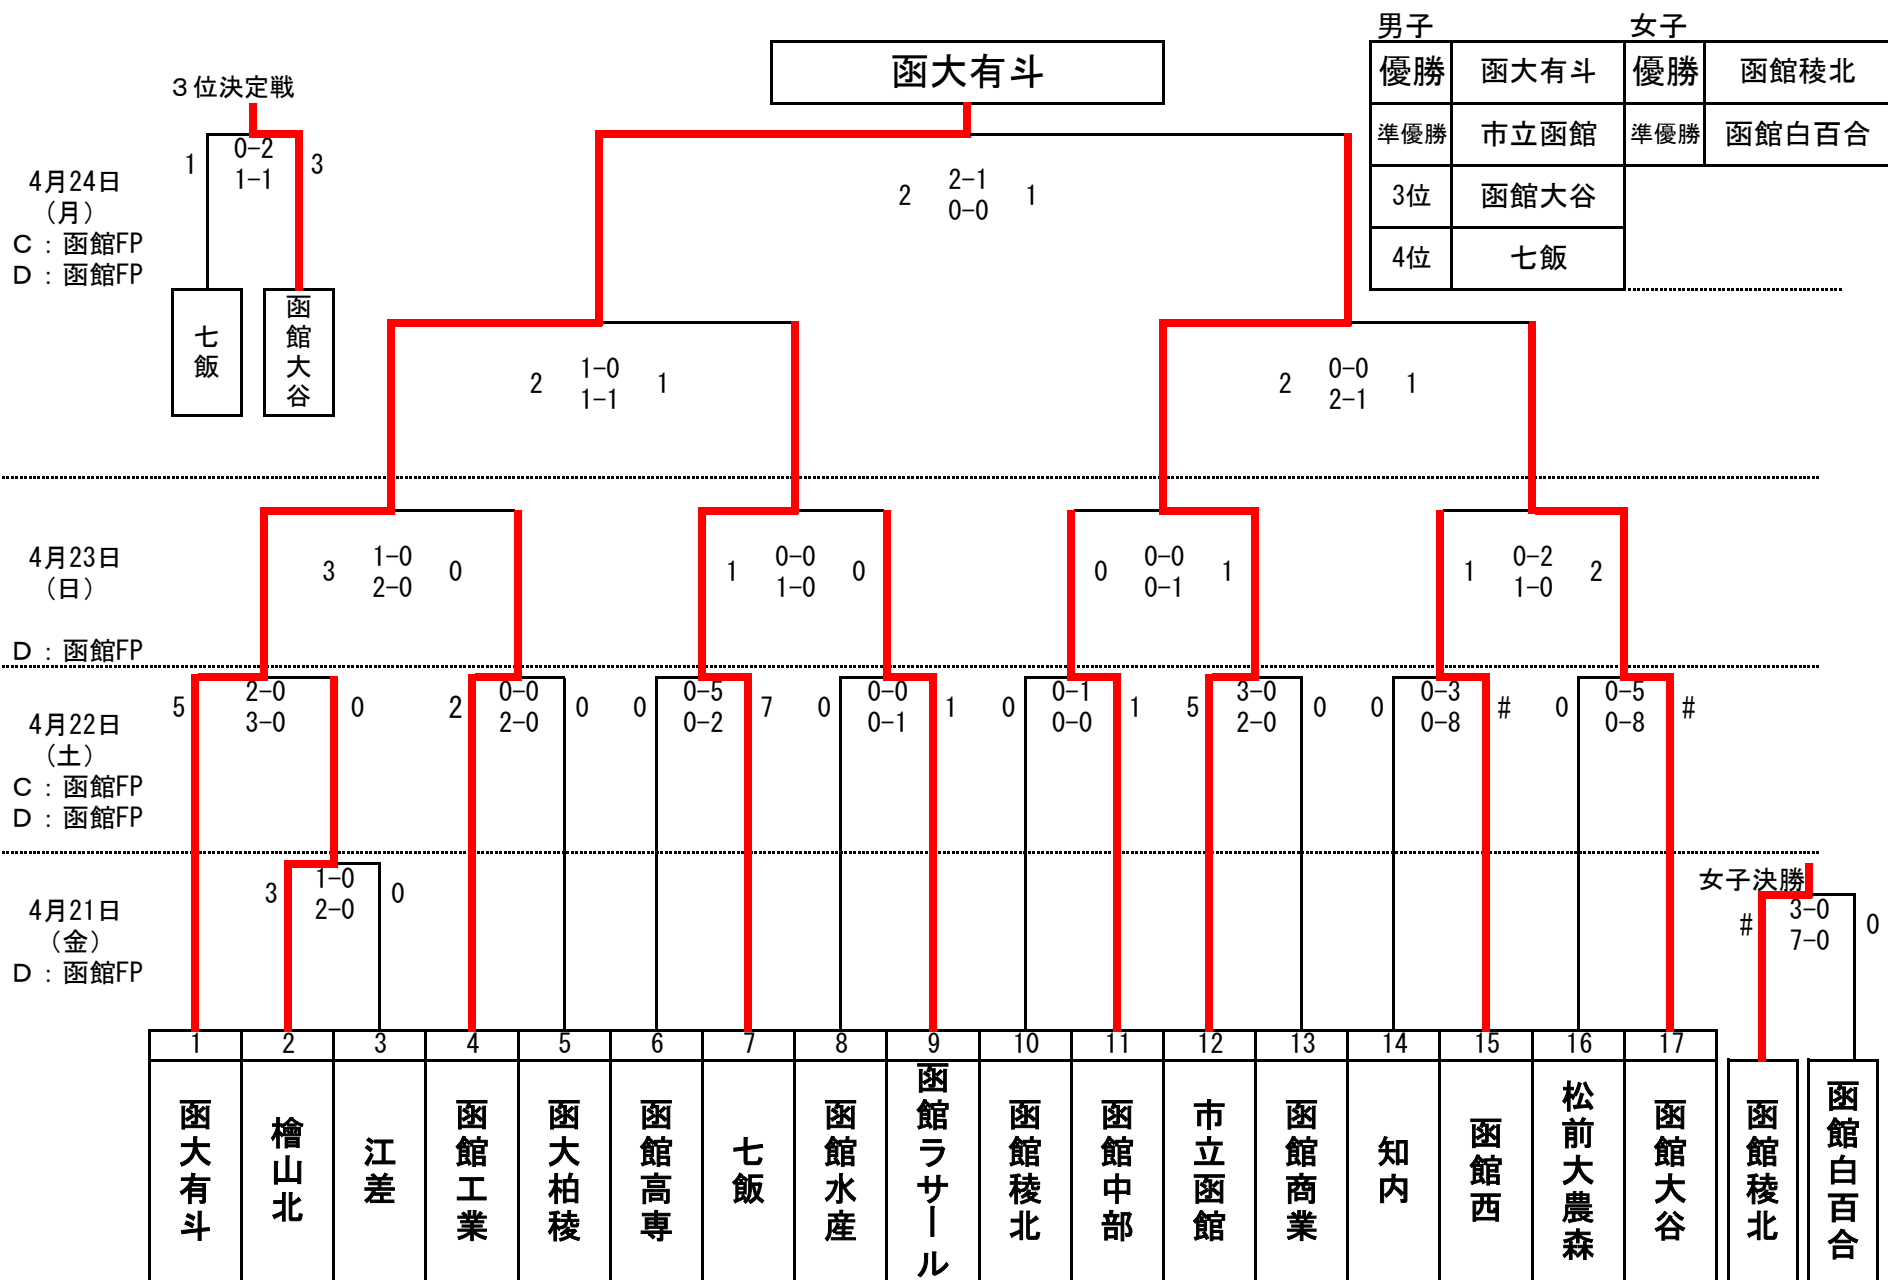 男子 女子
優勝 函大有斗 優勝 函館稜北
準優勝 市立函館 準優勝 函館白百合
3位 函館大谷
4位 七飯
函大有斗
３位決定戦
1 0-2 3
1-1
七飯
函館大谷
4月24日
（月）
C : 函館FP
D : 函館FP
2 2-1 1
0-0
2 1-0 1
1-1
2 0-0 1
2-1
4月23日
（日）
D : 函館FP
3 1-0 0
2-0
1 0-0 0
1-0
0 0-0 1
0-1
1 0-2 2
1-0
4月22日
（土）
C : 函館FP
D : 函館FP
5 2-0 0
3-0
2 0-0 0
2-0
0 0-5 7
0-2
0 0-0 1
0-1
0 0-1 1
0-0
5 3-0 0
2-0
0 0-3 #
0-8
0 0-5 #
0-8
4月21日
（金）
D : 函館FP
3 1-0 0
2-0
女子決勝
# 3-0 0
7-0
1 2 3 4 5 6 7 8 9 10 11 12 13 14 15 16 17
函大有斗
檜山北
江差
函館工業
函大柏稜
函館高専
七飯
函館水産
函館ラサール
函館稜北
函館中部
市立函館
函館商業
知内
函館西
松前大農森
函館大谷
函館稜北
函館白百合